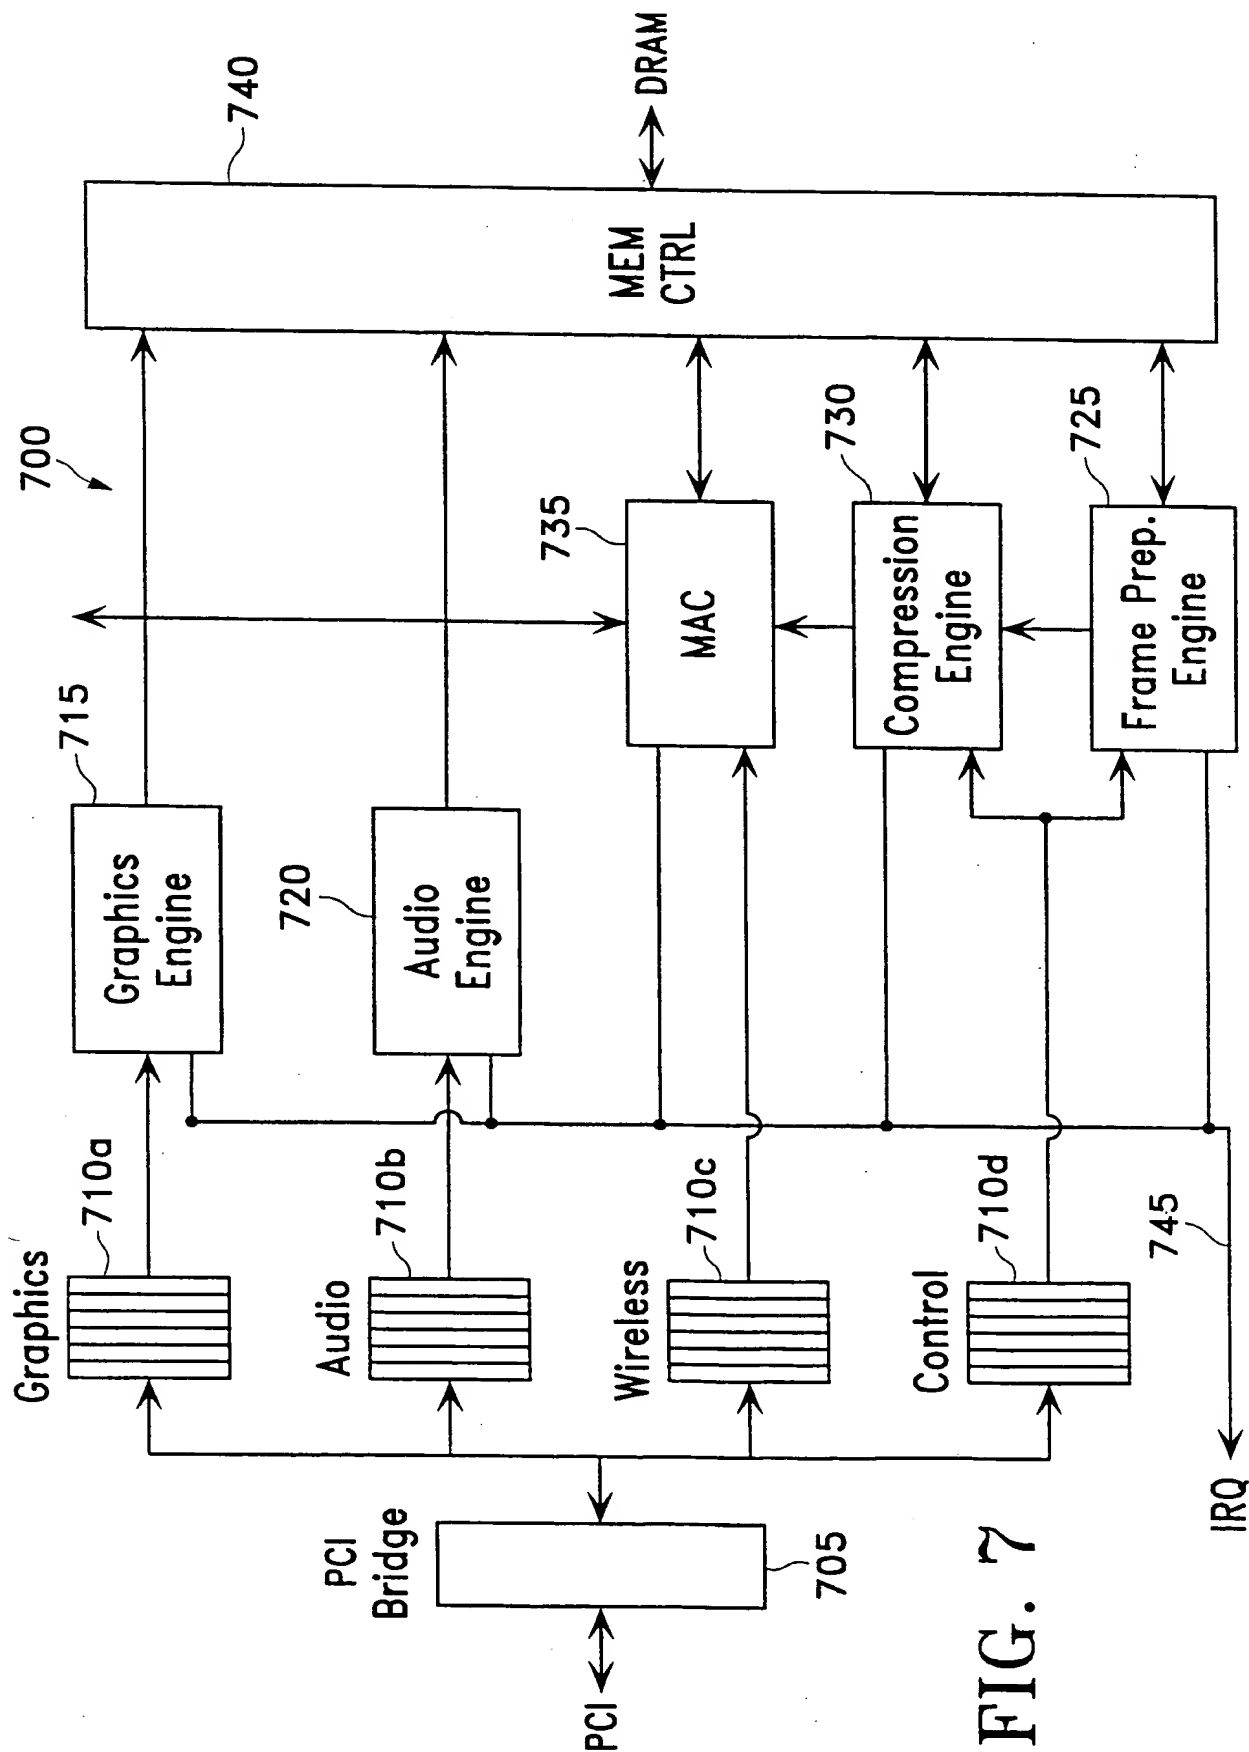 700
PCI
PCI
Bridge
705
Graphics
710a
Audio
710b
Wireless
710c
Control
710d
Graphics
Engine
715
Audio
Engine
720
MAC
735
Compression
Engine
730
Frame Prep.
Engine
725
MEM
CTRL
740
DRAM
745
IRQ
FIG. 7